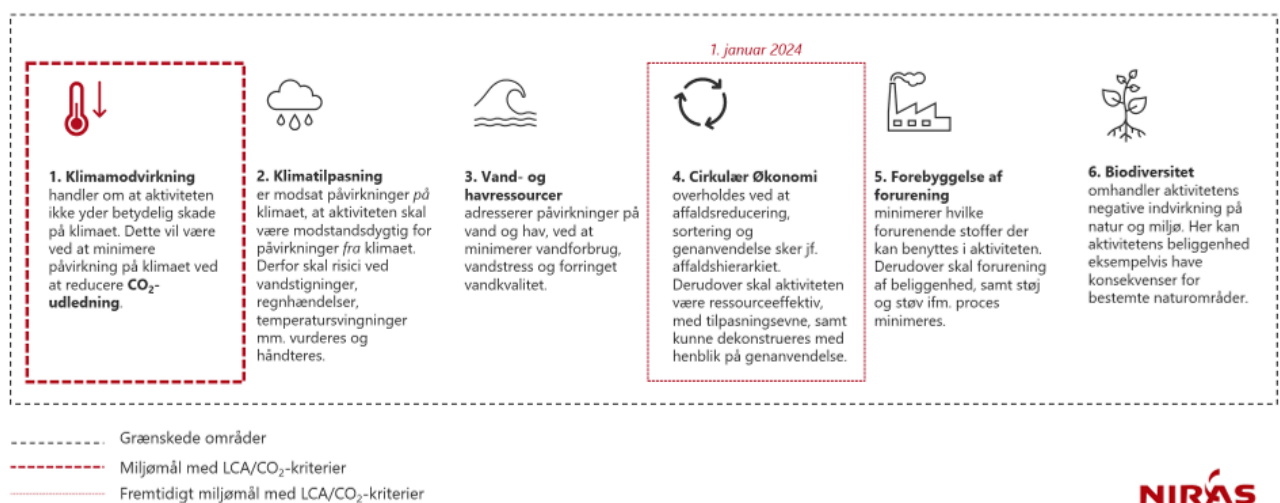 1. januar 2024
1. Klimamodvirkning
handler om at aktiviteten
ikke yder betydelig skade
på klimaet. Dette vil være
ved at minimere
påvirkning på klimaet ved
at reducere CO₂-
udledning.
2. Klimatilpasning
er modsat påvirkninger på
klimaet, at aktiviteten skal
være modstandsdygtig for
påvirkninger fra klimaet.
Derfor skal risici ved
vandstigninger,
regnhændelser,
temperatursvingninger
mm. vurderes og
håndteres.
3. Vand- og
havressourcer
adresserer påvirkninger på
vand og hav, ved at
minimerer vandforbrug,
vandstress og forringet
vandkvalitet.
4. Cirkulær Økonomi
overholdes ved at
affaldsreducering,
sortering og
genanvendelse sker jf.
affaldshierarkiet.
Derudover skal aktiviteten
være ressourceeffektiv,
med tilpasningsevne, samt
kunne dekonstrueres med
henblik på genanvendelse.
5. Forebyggelse af
forurening
minimerer hvilke
forurenende stoffer der
kan benyttes i aktiviteten.
Derudover skal forurening
af beliggenhed, samt støj
og støv ifm. proces
minimeres.
6. Biodiversitet
omhandler aktivitetens
negative indvirkning på
natur og miljø. Her kan
aktivitetens beliggenhed
eksempelvis have
konsekvenser for
bestemte naturområder.
Grænskede områder
Miljømål med LCA/CO₂-kriterier
Fremtidigt miljømål med LCA/CO₂-kriterier
NIRAS